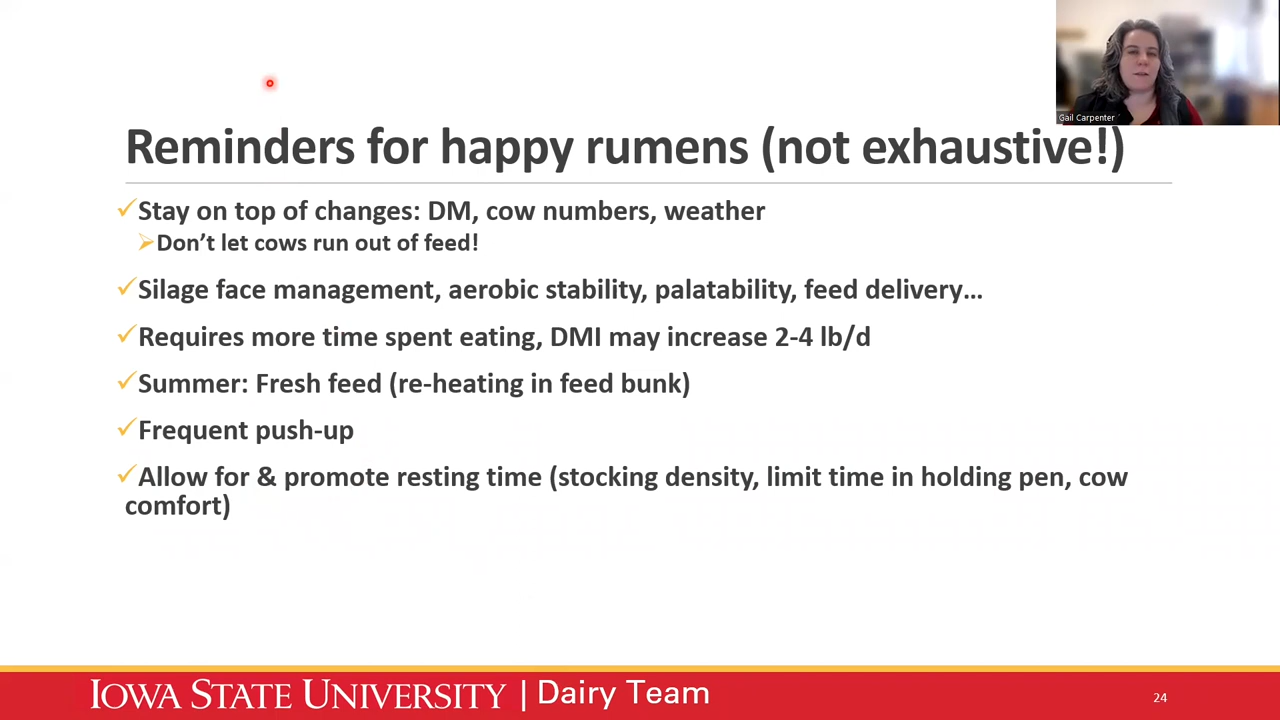 Gail Carpenter
Reminders for happy rumens (not exhaustive!)
Stay on top of changes: DM, cow numbers, weather
Don’t let cows run out of feed!
Silage face management, aerobic stability, palatability, feed delivery…
Requires more time spent eating, DMI may increase 2-4 lb/d
Summer: Fresh feed (re-heating in feed bunk)
Frequent push-up
Allow for & promote resting time (stocking density, limit time in holding pen, cow
comfort)
IOWA STATE UNIVERSITY | Dairy Team
24